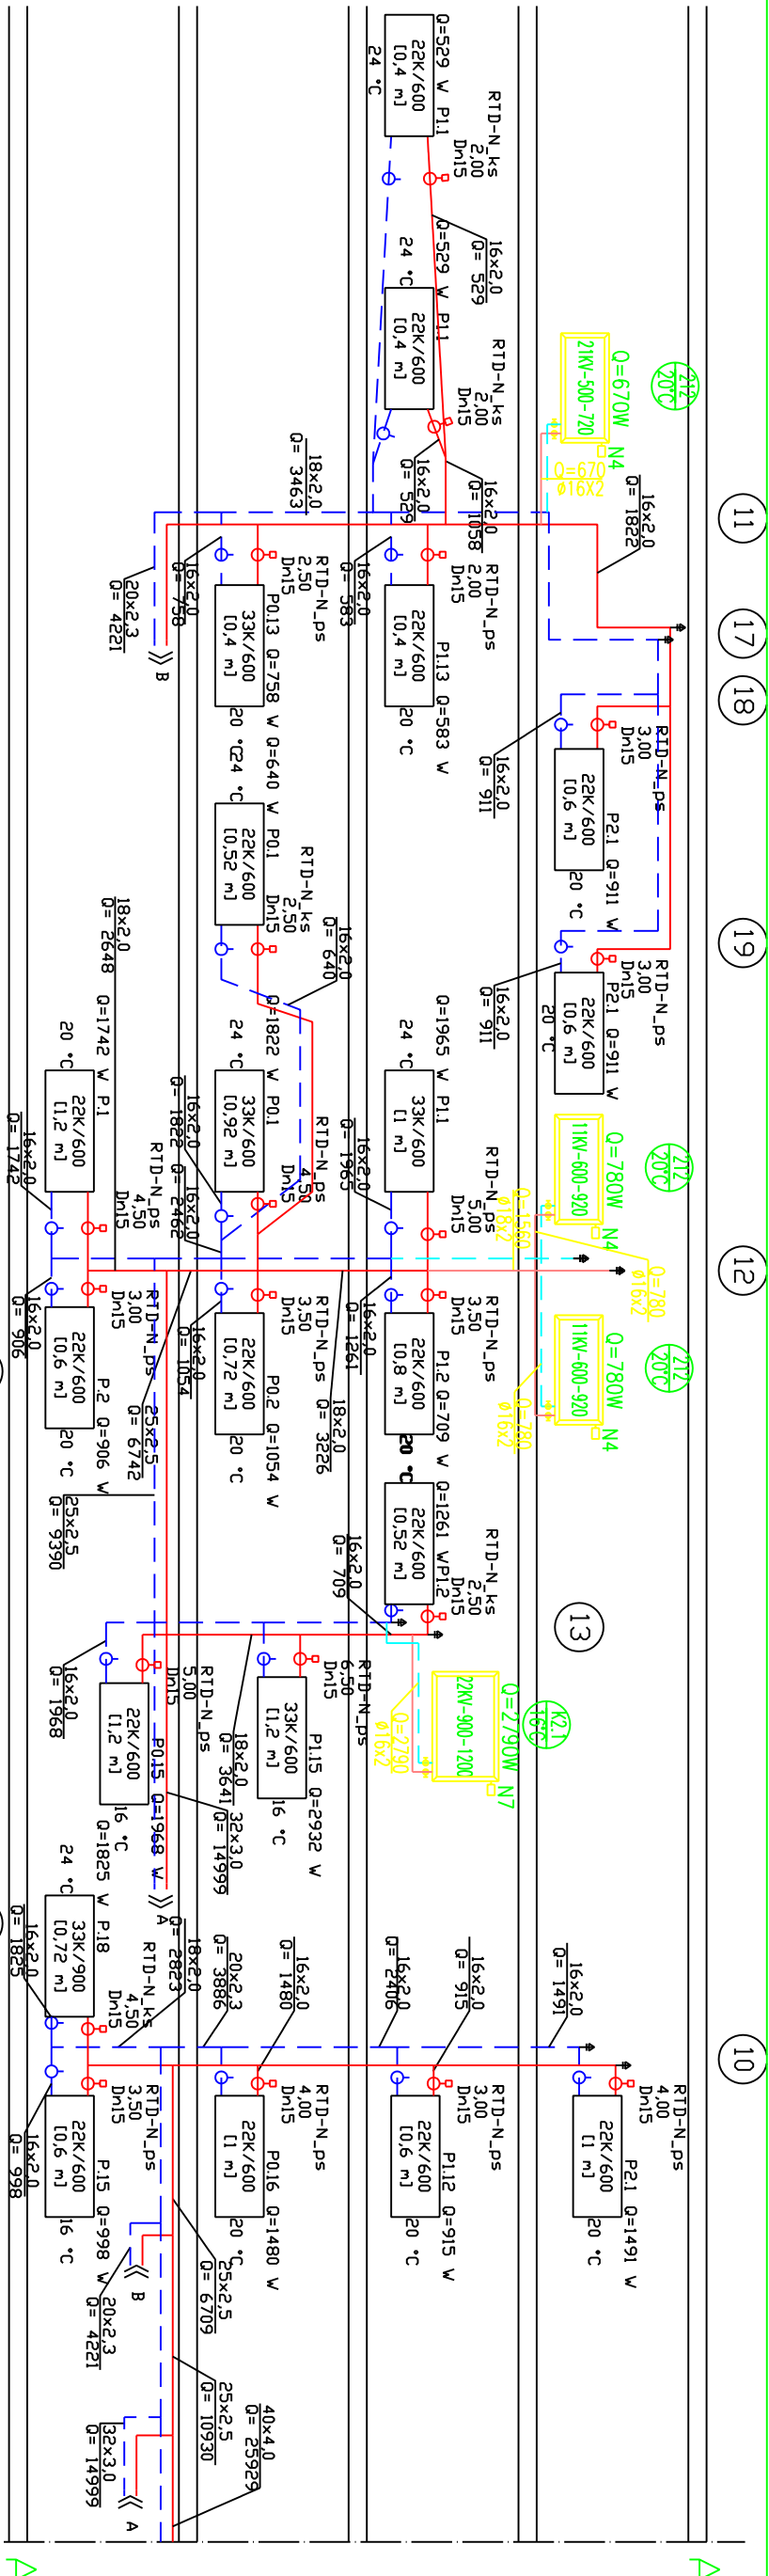 11
17
18
19
12
13
10
212
20°C
Q=670W
21KV-500-720
N4
Q=670
ø16x2
16x2,0
Q= 1822
RTD-N_ps
3,00
Dn15
P2.1 Q=911 W
22K/600
[0,6 m]
20 °C
16x2,0
Q= 911
RTD-N_ps
3,00
Dn15
P2.1 Q=911 W
22K/600
[0,6 m]
20 °C
16x2,0
Q= 911
212
20°C
Q=780W
11KV-600-920
N4
Q=1560
ø18x2
Q=780
ø16x2
212
20°C
Q=780W
11KV-600-920
N4
Q=780
ø16x2
K2.1
16°C
Q=2790W
22KV-900-1200
N7
Q=2790
ø16x2
16x2,0
Q= 1491
RTD-N_ps
4,00
Dn15
P2.1 Q=1491 W
22K/600
[1 m]
20 °C
Q=529 W P1.1
22K/600
[0,4 m]
24 °C
RTD-N_ks
2,00
Dn15
16x2,0
Q= 529
Q=529 W P1.1
22K/600
[0,4 m]
24 °C
RTD-N_ks
2,00
Dn15
16x2,0
Q= 529
16x2,0
Q= 1058
18x2,0
Q= 3463
RTD-N_ps
2,00
Dn15
P1.13 Q=583 W
22K/600
[0,4 m]
20 °C
16x2,0
Q= 583
Q=1965 W P1.1
33K/600
[1 m]
24 °C
RTD-N_ps
5,00
Dn15
16x2,0
Q= 1965
RTD-N_ps
3,50
Dn15
P1.2 Q=709 W
22K/600
[0,8 m]
20 °C
16x2,0
Q= 1261
18x2,0
Q= 3226
Q=1261 W P1.2
22K/600
[0,52 m]
20 °C
RTD-N_ks
2,50
Dn15
16x2,0
Q= 709
RTD-N_ps
6,50
Dn15
P1.15 Q=2932 W
33K/600
[1,2 m]
16 °C
18x2,0
Q= 3641
16x2,0
Q= 2406
16x2,0
Q= 915
RTD-N_ps
3,00
Dn15
P1.12 Q=915 W
22K/600
[0,6 m]
20 °C
RTD-N_ps
2,50
Dn15
P0.13 Q=758 W
33K/600
[0,4 m]
20 °C
16x2,0
Q= 758
20x2,3
Q= 4221
B
Q=640 W P0.1
22K/600
[0,52 m]
24 °C
RTD-N_ks
2,50
Dn15
16x2,0
Q= 640
Q=1822 W P0.1
33K/600
[0,92 m]
24 °C
RTD-N_ps
4,50
Dn15
16x2,0
Q= 1822
16x2,0
Q= 2462
RTD-N_ps
3,50
Dn15
P0.2 Q=1054 W
22K/600
[0,72 m]
20 °C
16x2,0
Q= 1054
RTD-N_ps
5,00
Dn15
P0.15 Q=1968 W
22K/600
[1,2 m]
16 °C
16x2,0
Q= 1968
32x3,0
Q= 14999
A
20x2,3
Q= 3886
16x2,0
Q= 1480
RTD-N_ps
4,00
Dn15
P0.16 Q=1480 W
22K/600
[1 m]
20 °C
18x2,0
Q= 2648
Q=1742 W P.1
22K/600
[1,2 m]
20 °C
RTD-N_ps
4,50
Dn15
16x2,0
Q= 1742
RTD-N_ps
3,00
Dn15
P.2 Q=906 W
22K/600
[0,6 m]
20 °C
16x2,0
Q= 906
25x2,5
Q= 6742
25x2,5
Q= 9390
Q=1825 W P.18
33K/900
[0,72 m]
24 °C
RTD-N_ks
4,50
Dn15
16x2,0
Q= 1825
18x2,0
Q= 2823
RTD-N_ps
3,50
Dn15
P.15 Q=998 W
22K/600
[0,6 m]
16 °C
16x2,0
Q= 998
25x2,5
Q= 6709
B
20x2,3
Q= 4221
25x2,5
Q= 10930
40x4,0
Q= 25929
32x3,0
Q= 14999
A